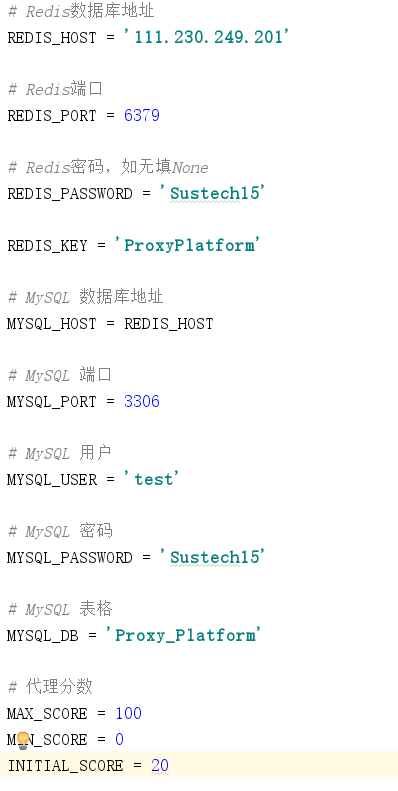 # Redis数据库地址
REDIS_HOST = '111.230.249.201'
# Redis端口
REDIS_PORT = 6379
# Redis密码，如无填None
REDIS_PASSWORD = 'Sustech15'
REDIS_KEY = 'ProxyPlatform'
# MySQL 数据库地址
MYSQL_HOST = REDIS_HOST
# MySQL 端口
MYSQL_PORT = 3306
# MySQL 用户
MYSQL_USER = 'test'
# MySQL 密码
MYSQL_PASSWORD = 'Sustech15'
# MySQL 表格
MYSQL_DB = 'Proxy_Platform'
# 代理分数
MAX_SCORE = 100
MIN_SCORE = 0
INITIAL_SCORE = 20